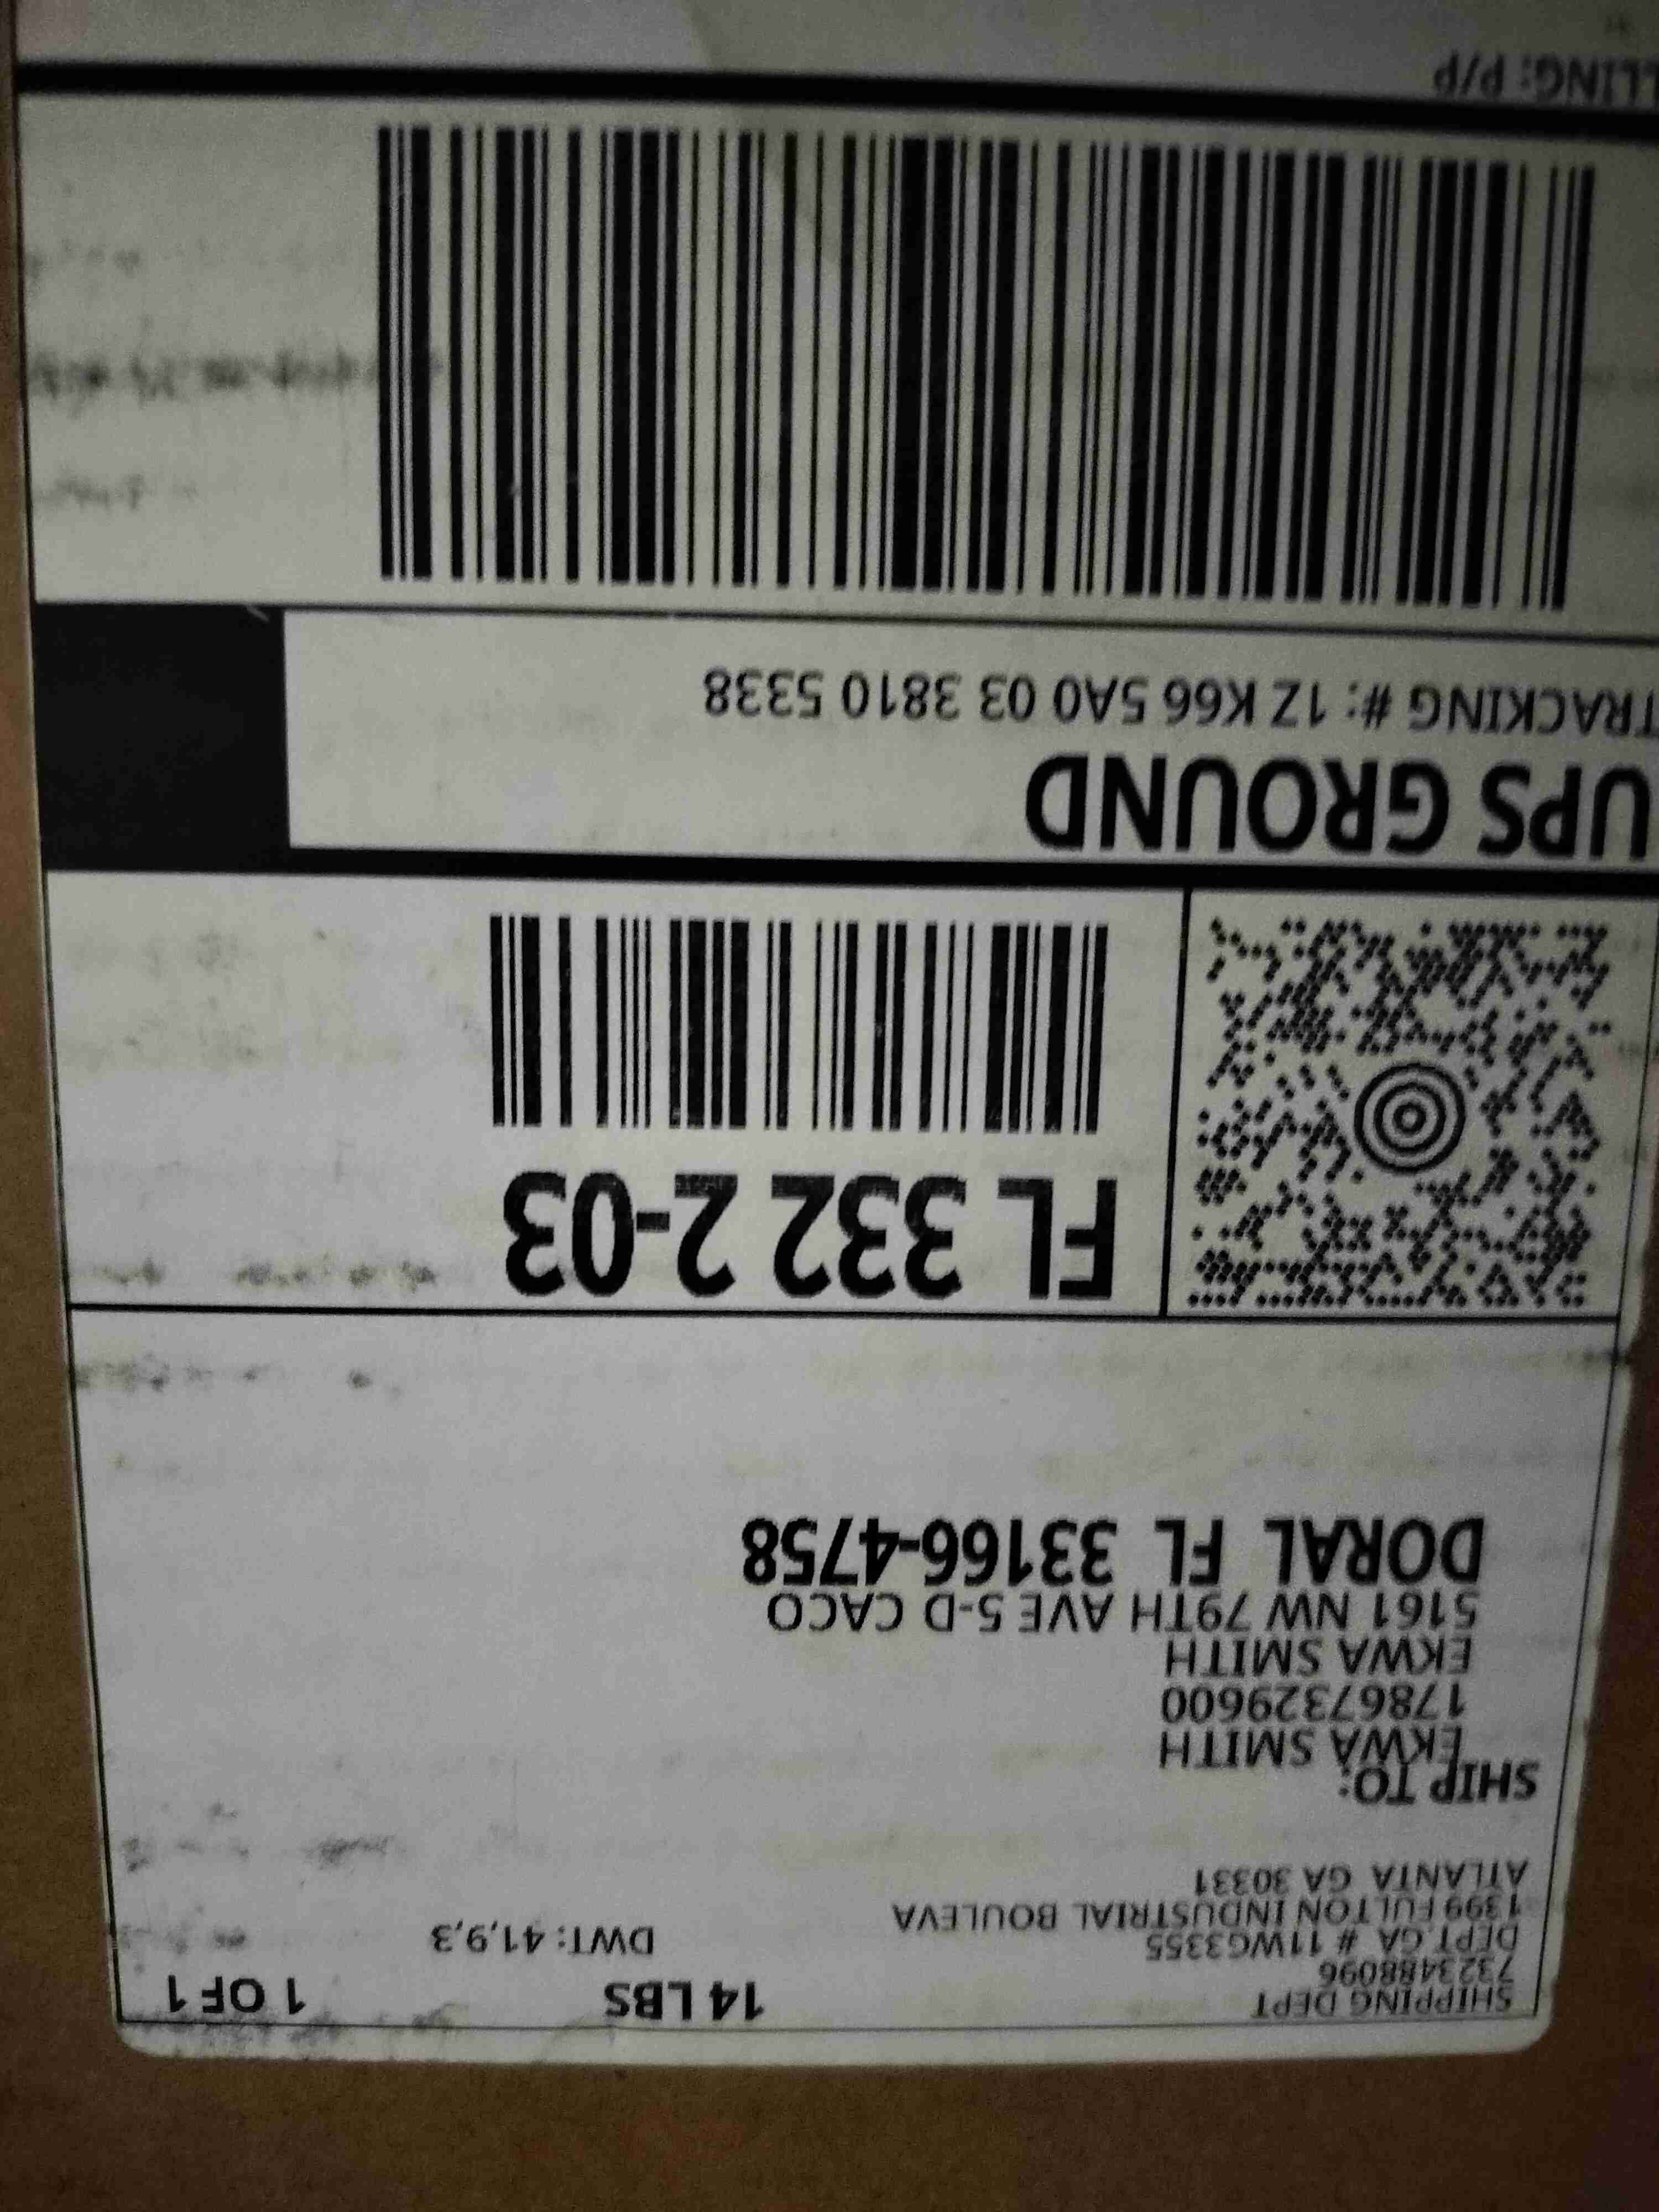 SHIPPING DEPT
7323488096
DEPT.GA # 11WG3355
1399 FULTON INDUSTRIAL BOULEVA
ATLANTA GA 30331
14 LBS
1 OF 1
DWT: 41,9,3
SHIP TO:
EKWA SMITH
17867329600
EKWA SMITH
5161 NW 79TH AVE 5-D CACO
DORAL FL 33166-4758
FL 332 2-03
UPS GROUND
TRACKING #: 1Z K66 5A0 03 3810 5338
LLING: P/P